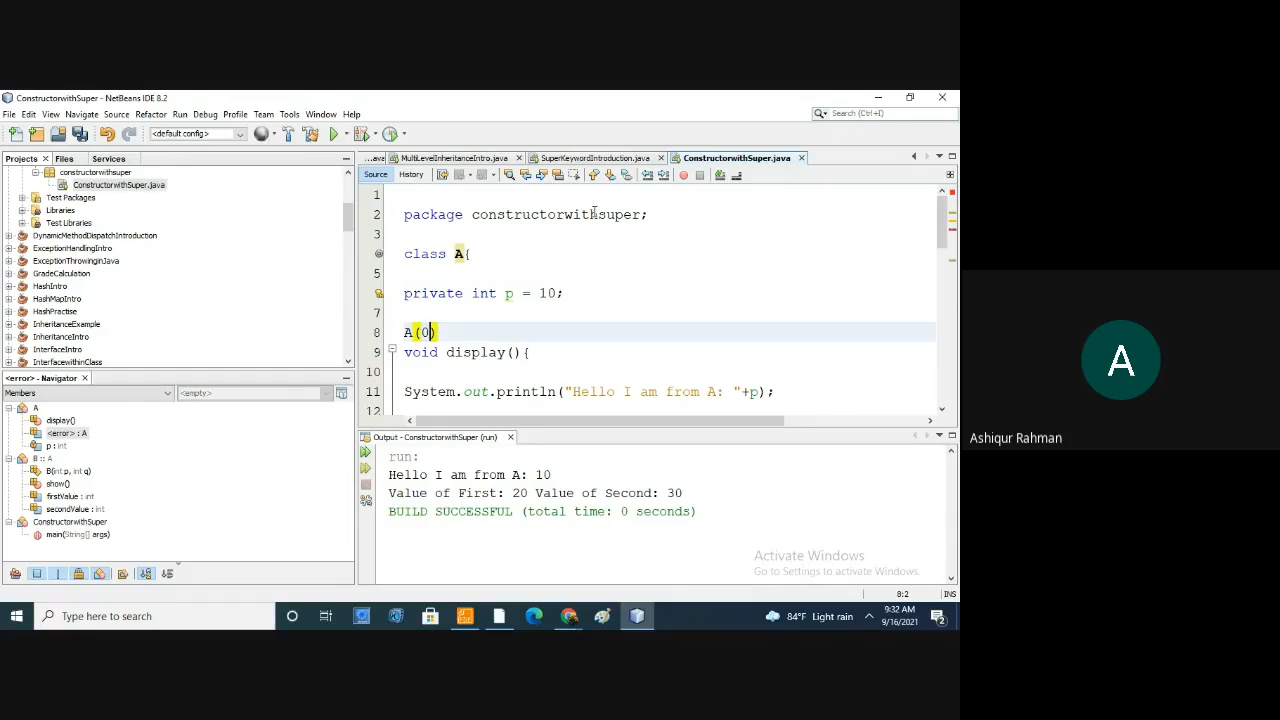 ConstructorwithSuper - NetBeans IDE 8.2
File Edit View Navigate Source Refactor Run Debug Profile Team Tools Window Help
Search (Ctrl+I)
<default config>
Projects Files Services
constructorwithsuper
ConstructorwithSuper.java
Test Packages
Libraries
Test Libraries
DynamicMethodDispatchIntroduction
ExceptionHandlingIntro
ExceptionThrowinginJava
GradeCalculation
HashIntro
HashMapIntro
HashPractise
InheritanceExample
InheritanceIntro
InterfaceIntro
InterfacewithinClass
<error> - Navigator
Members <empty>
A
display()
<error> : A
p : int
B :: A
B(int p, int q)
show()
firstValue : int
secondValue : int
ConstructorwithSuper
main(String[] args)
...ava MultiLevelInheritanceIntro.java SuperKeywordIntroduction.java ConstructorwithSuper.java
Source History
1
2 package constructorwithsuper;
3
class A{
5
private int p = 10;
7
8 A(0)
9 void display(){
10
11 System.out.println("Hello I am from A: "+p);
12
Output - ConstructorwithSuper (run)
run:
Hello I am from A: 10
Value of First: 20 Value of Second: 30
BUILD SUCCESSFUL (total time: 0 seconds)
Activate Windows
Go to Settings to activate Windows.
8:2 INS
Type here to search
84°F Light rain
9:32 AM
9/16/2021
2
A
Ashiqur Rahman